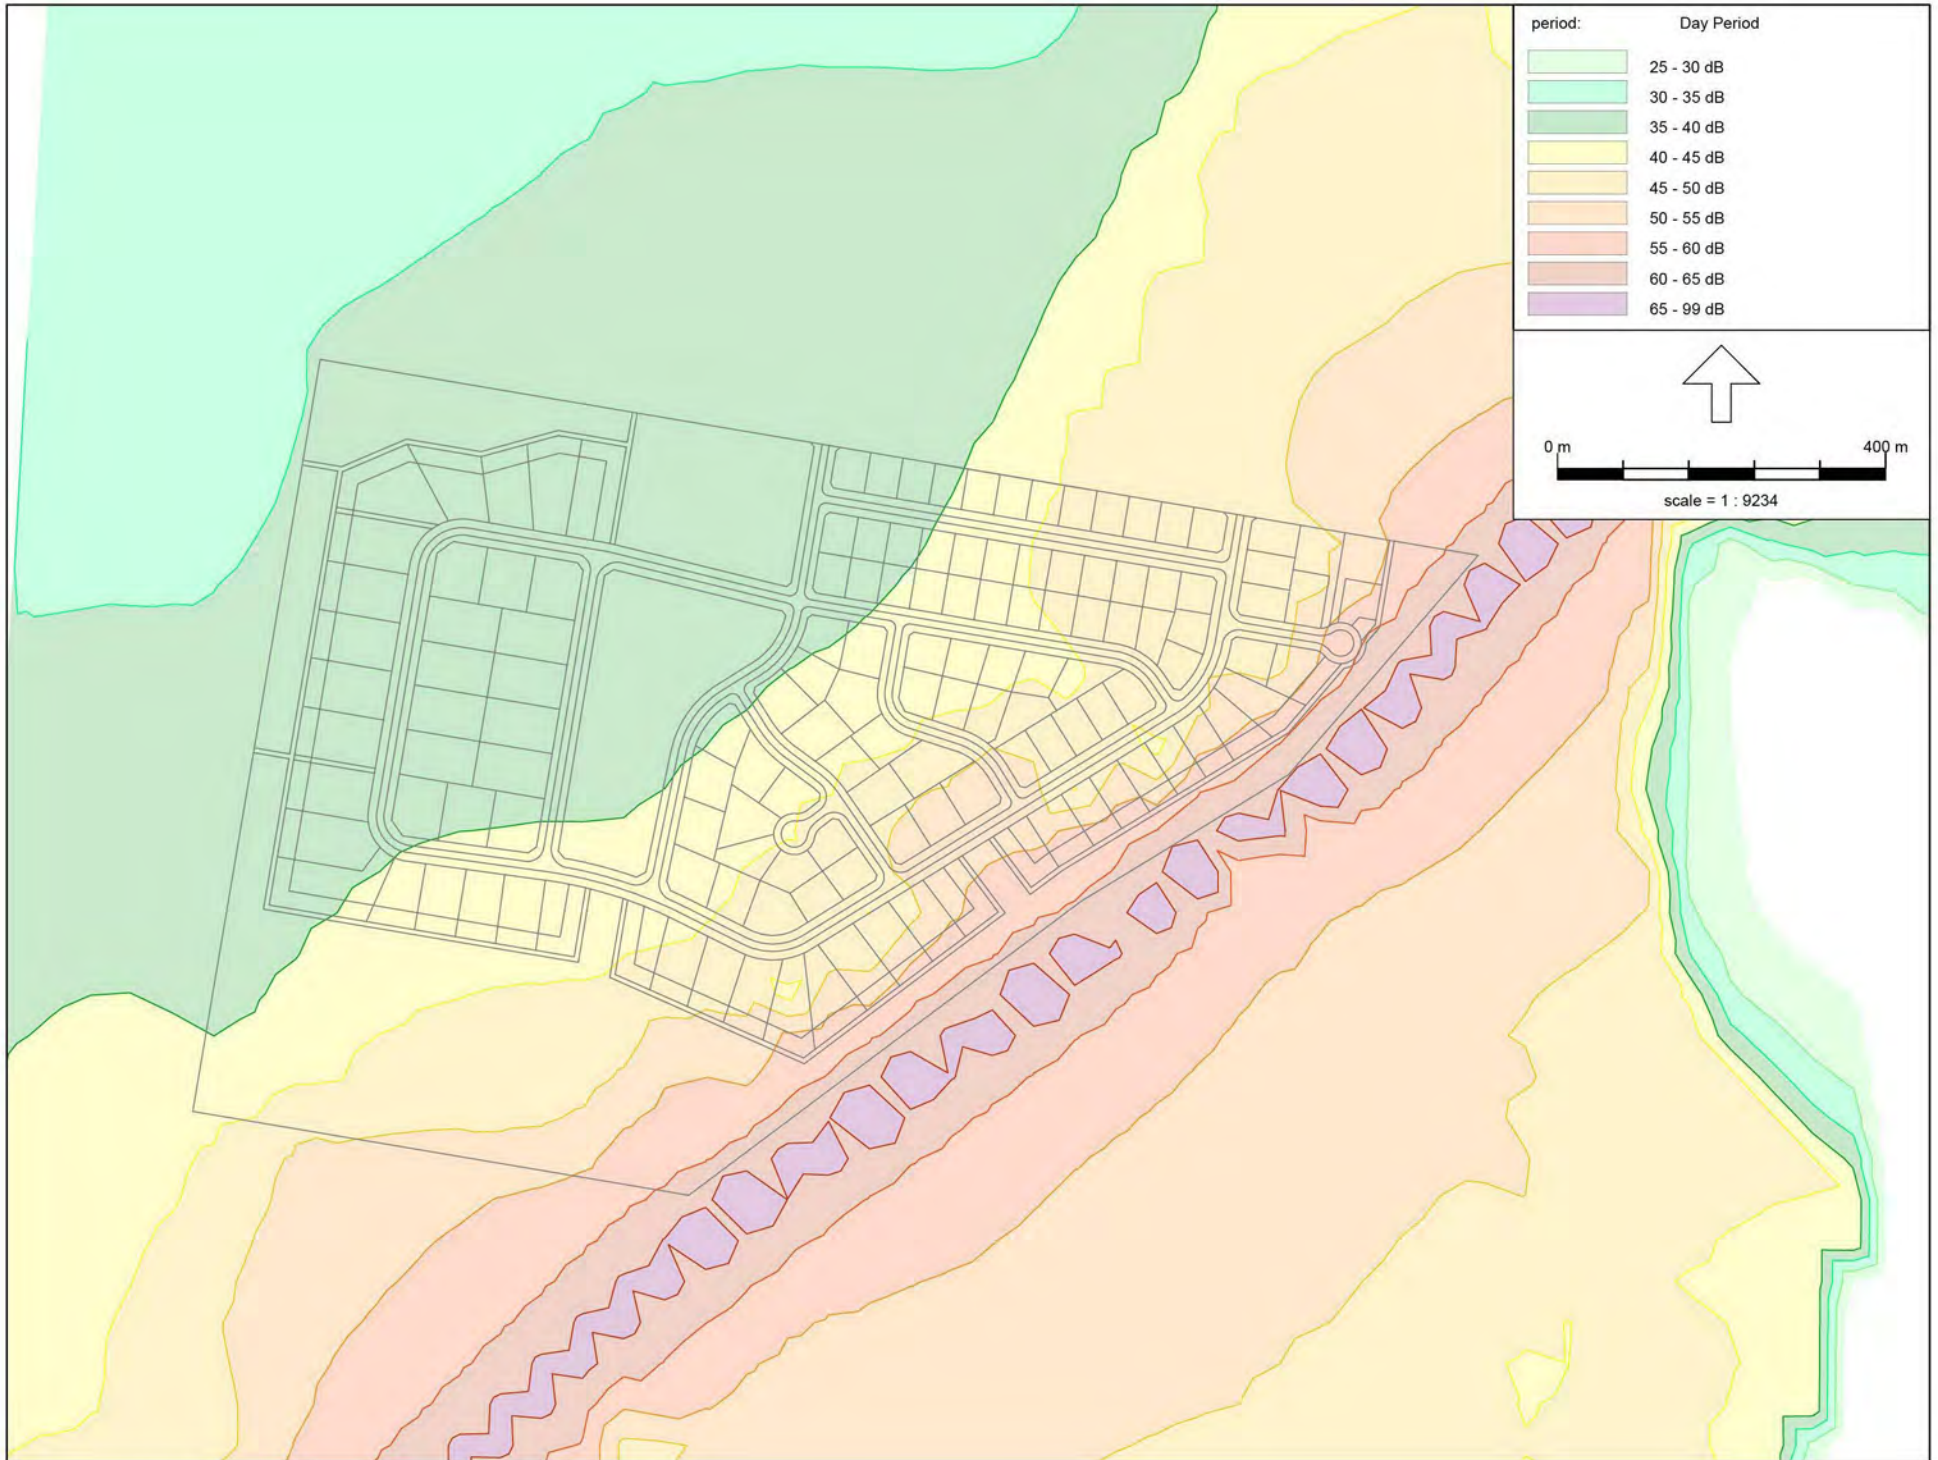 period: Day Period
25 - 30 dB
30 - 35 dB
35 - 40 dB
40 - 45 dB
45 - 50 dB
50 - 55 dB
55 - 60 dB
60 - 65 dB
65 - 99 dB
0 m 400 m
scale = 1 : 9234